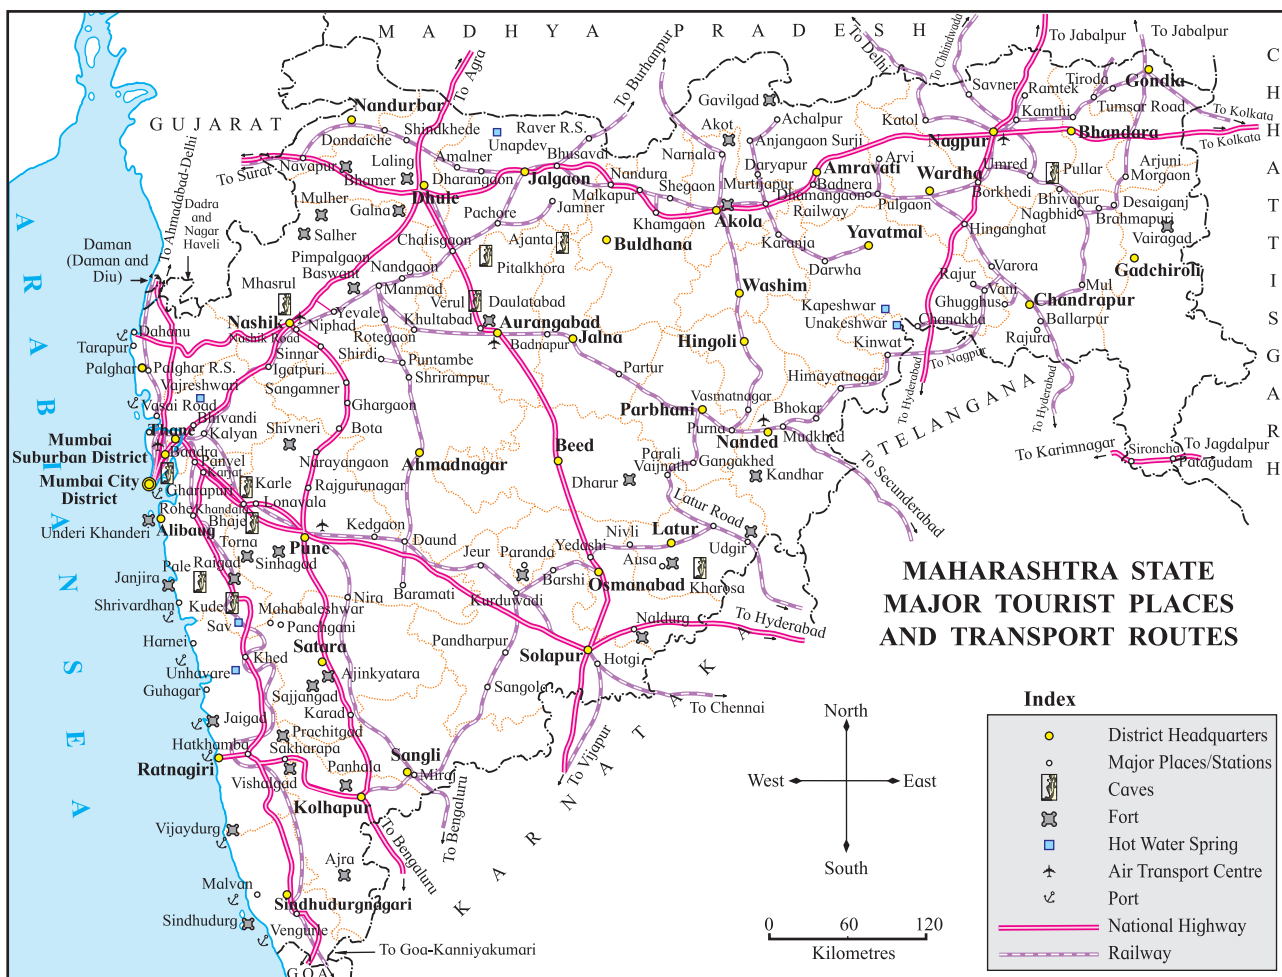 M A D H Y A P R A D E S H
To Agra
To Burhanpur
To Delhi
To Chhindwada
To Jabalpur
To Jabalpur
C H H A T T I S G A R H
GUJARAT
Nandurbar
Shindkhede
Dondaiche
Navapur
To Surat
Laling
Bhamer
Unapdev
Raver R.S.
Bhusaval
Amalner
Dharangaon
Jalgaon
Dhule
Gavilgad
Akot
Achalpur
Anjangaon Surji
Narnala
Daryapur
Murtijapur
Savner
Ramtek
Katol
Kamthi
Tiroda
Gondia
Tumsar Road
Nagpur
Bhandara
To Kolkata
To Kolkata
Amravati
Arvi
Badnera
Wardha
Umred
Pullar
Arjuni
Morgaon
Borkhedi
Bhivapur
Desaiganj
Nagbhid
Brahmapuri
Vairagad
Dhamangaon
Railway
Pulgaon
Hinganghat
Nandura
Malkapur
Shegaon
Khamgaon
Akola
Karanja
Yavatmal
Darwha
Mulher
Galna
Salher
Pachore
Jamner
Chalisgaon
Ajanta
Pitalkhora
Buldhana
To Ahmadabad-Delhi
Dadra
and
Nagar
Haveli
Daman
(Daman and
Diu)
Pimpalgaon
Baswant
Nandgaon
Manmad
Mhasrul
Nashik
Nashik Road
Niphad
Yevale
Rotegaon
Khultabad
Verul
Daulatabad
Aurangabad
Badnapur
Jalna
Washim
Hingoli
Gadchiroli
Rajur
Varora
Vani
Mul
Ghugghus
Chandrapur
Ballarpur
Rajura
Kapeshwar
Unakeshwar
Chanakha
Kinwat
To Nagpur
To Hyderabad
To Hyderabad
Dahanu
Tarapur
Palghar
Palghar R.S.
Vajreshwari
Sinnar
Igatpuri
Shirdi
Puntambe
Sangamner
Shrirampur
Partur
Himayatnagar
Vasmatnagar
Bhokar
Parbhani
Purna
Nanded
Mudkhed
TELANGANA
To Karimnagar
Sironcha
To Jagdalpur
Patagudam
Vasai Road
Bhivandi
Thane
Kalyan
Shivneri
Ghargaon
Bota
Mumbai
Suburban District
Bandra
Panvel
Karjat
Narayangaon
Ahmadnagar
Beed
Parali
Vaijnath
Gangakhed
Kandhar
Dharur
To Secunderabad
Mumbai City
District
Gharapuri
Karle
Rajgurunagar
Rohe
Khandala
Lonavala
Bhaje
Underi Khanderi
Alibaug
Torna
Pune
Kedgaon
Daund
Jeur
Paranda
Yedashi
Nivli
Latur
Latur Road
Udgir
Ausa
Kharosa
Pale
Raigad
Sinhagad
Janjira
Shrivardhan
Kude
Sav
Mahabaleshwar
Panchgani
Nira
Baramati
Barshi
Osmanabad
Kurduwadi
Naldurg
To Hyderabad
Harnei
Khed
Satara
Ajinkyatara
Pandharpur
Solapur
Hotgi
Unhavare
Guhagar
Sajjangad
Karad
Sangole
To Chennai
Jaigad
Prachitgad
Hatkhamba
Sakharapa
Ratnagiri
Vishalgad
Panhala
Sangli
Miraj
To Vijapur
Kolhapur
To Bengaluru
To Bengaluru
Vijaydurg
Ajra
Malvan
Sindhudurgnagari
Sindhudurg
Vengurle
To Goa-Kanniyakumari
GOA
K A R N A T A K A
A R A B I A N S E A
MAHARASHTRA STATE
MAJOR TOURIST PLACES
AND TRANSPORT ROUTES
North
West
East
South
0 60 120
Kilometres
Index
District Headquarters
Major Places/Stations
Caves
Fort
Hot Water Spring
Air Transport Centre
Port
National Highway
Railway